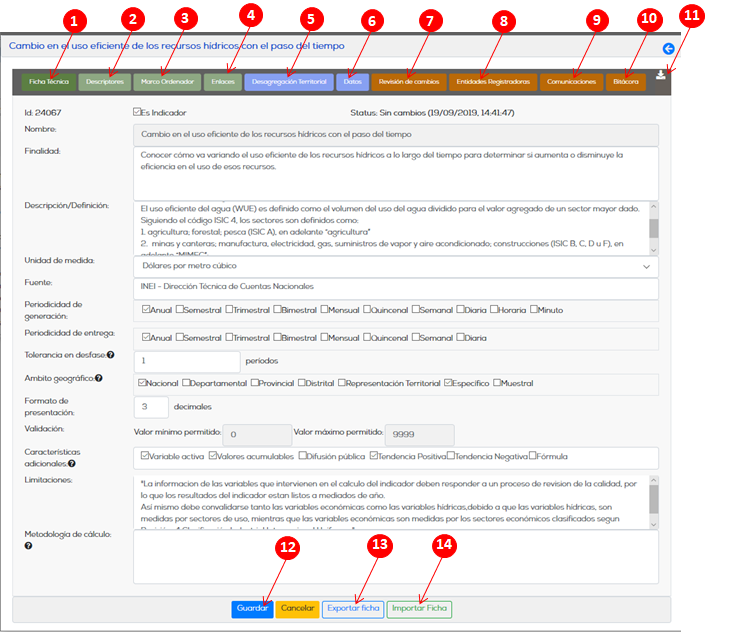 1 2 3 4 5 6 7 8 9 10 11
Cambio en el uso eficiente de los recursos hídricos con el paso del tiempo
Ficha Técnica Descriptores Marco Ordenador Enlaces Desagregación Territorial Datos Revisión de cambios Entidades Registradoras Comunicaciones Bitácora
Id: 24067 Es Indicador Status: Sin cambios (19/09/2019, 14:41:47)
Nombre: Cambio en el uso eficiente de los recursos hídricos con el paso del tiempo
Finalidad: Conocer cómo va variando el uso eficiente de los recursos hídricos a lo largo del tiempo para determinar si aumenta o disminuye la
eficiencia en el uso de esos recursos.
Descripción/Definición: El uso eficiente del agua (WUE) es definido como el volumen del uso del agua dividido para el valor agregado de un sector mayor dado.
Siguiendo el código ISIC 4, los sectores son definidos como:
1. agricultura; forestal; pesca (ISIC A), en adelante "agricultura"
2. minas y canteras; manufactura, electricidad, gas, suministros de vapor y aire acondicionado; construcciones (ISIC B, C, D u F), en
adelante "MIMEC"
Unidad de medida: Dólares por metro cúbico
Fuente: INEI - Dirección Técnica de Cuentas Nacionales
Periodicidad de
generación: Anual Semestral Trimestral Bimestral Mensual Quincenal Semanal Diaria Horaria Minuto
Periodicidad de entrega: Anual Semestral Trimestral Bimestral Mensual Quincenal Semanal Diaria
Tolerancia en desfase: 1 períodos
Ambito geográfico: Nacional Departamental Provincial Distrital Representación Territorial Específico Muestral
Formato de
presentación: 3 decimales
Validación: Valor mínimo permitido: 0 Valor máximo permitido: 9999
Características
adicionales: Variable activa Valores acumulables Difusión pública Tendencia Positiva Tendencia Negativa Fórmula
Limitaciones: "La informacion de las variables que intervienen en el calculo del indicador deben responder a un proceso de revision de la calidad, por
lo que los resultados del indicador estan listos a mediados de año.
Asi mismo debe convalidarse tanto las variables económicas como las variables hídricas,debido a que las variables hídricas, son
medidas por sectores de uso, mientras que las variables económicas son medidas por los sectores económicos clasificados segun
Metodología de cálculo:
12 13 14
Guardar Cancelar Exportar ficha Importar Ficha